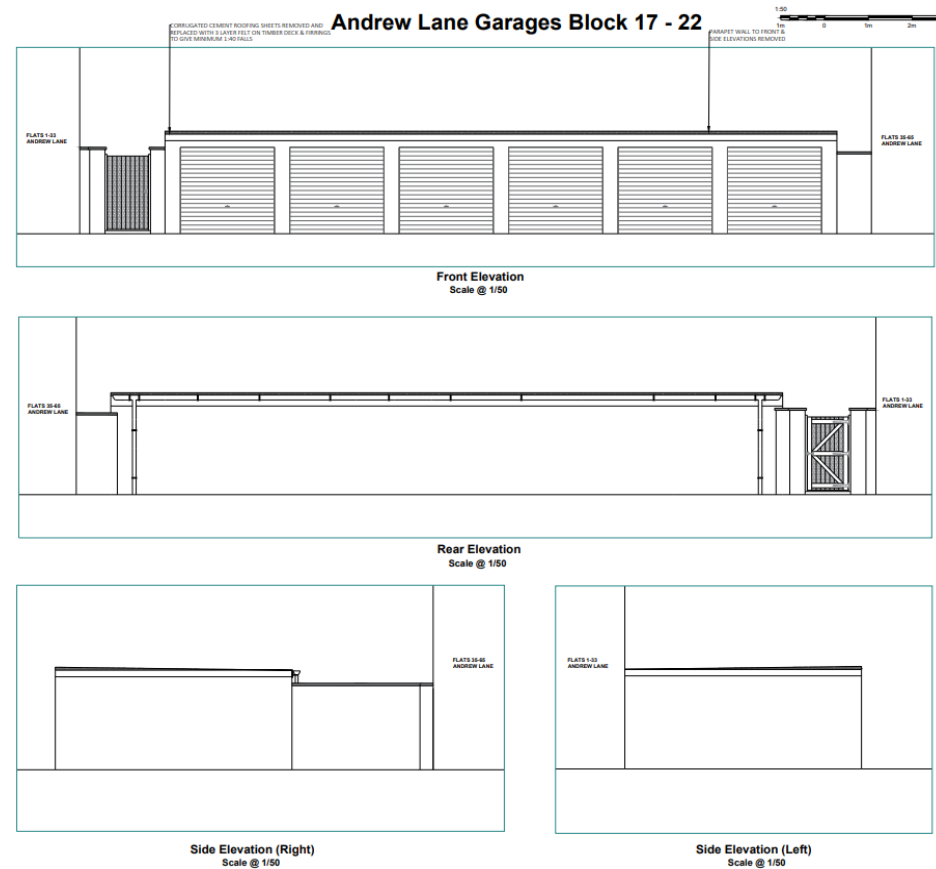 Andrew Lane Garages Block 17 - 22
1:50
1m 0 1m 2m
CORRUGATED CEMENT ROOFING SHEETS REMOVED AND
REPLACED WITH 3 LAYER FELT ON TIMBER DECK & FIRRINGS
TO GIVE MINIMUM 1:40 FALLS
PARAPET WALL TO FRONT &
SIDE ELEVATIONS REMOVED
FLATS 1-33
ANDREW LANE
FLATS 35-65
ANDREW LANE
Front Elevation
Scale @ 1/50
FLATS 35-65
ANDREW LANE
FLATS 1-33
ANDREW LANE
Rear Elevation
Scale @ 1/50
FLATS 35-65
ANDREW LANE
FLATS 1-33
ANDREW LANE
Side Elevation (Right)
Scale @ 1/50
Side Elevation (Left)
Scale @ 1/50